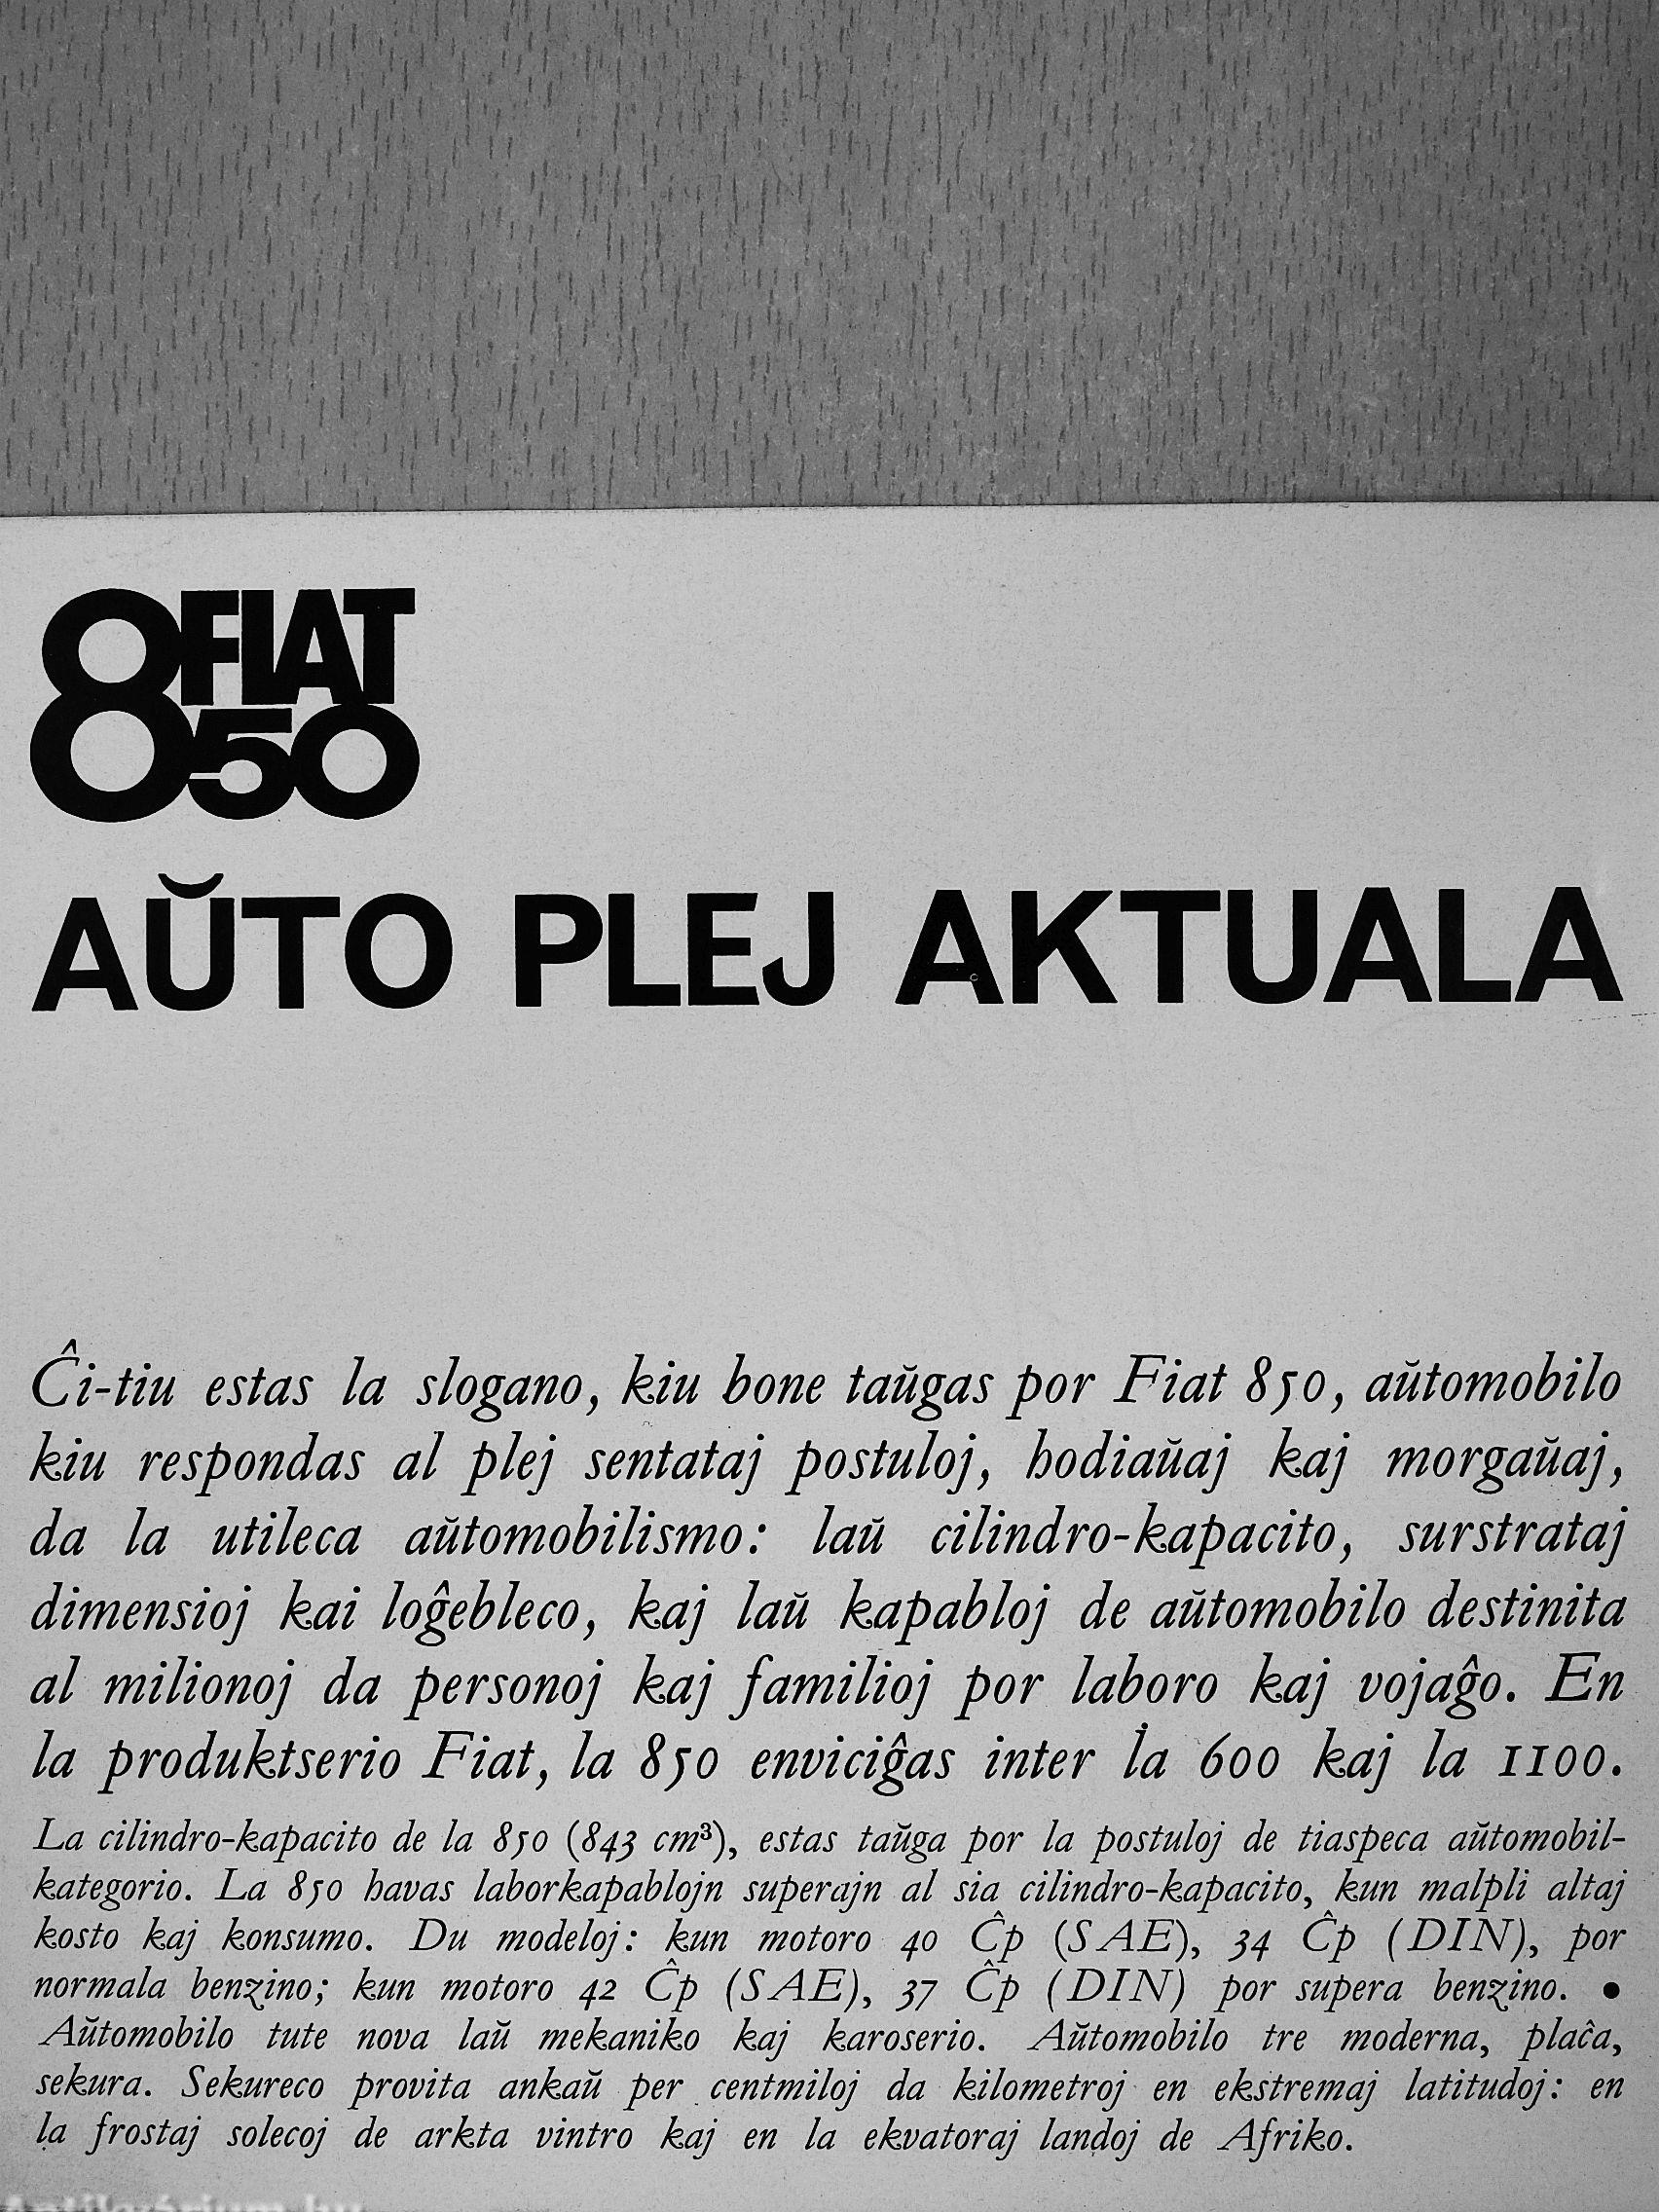 FIAT
850
AŬTO PLEJ AKTUALA
Ĉi-tiu estas la slogano, kiu bone taŭgas por Fiat 850, aŭtomobilo
kiu respondas al plej sentataj postuloj, hodiaŭaj kaj morgaŭaj,
da la utileca aŭtomobilismo: laŭ cilindro-kapacito, surstrataj
dimensioj kai loĝebleco, kaj laŭ kapabloj de aŭtomobilo destinita
al milionoj da personoj kaj familioj por laboro kaj vojaĝo. En
la produktserio Fiat, la 850 enviciĝas inter la 600 kaj la 1100.
La cilindro-kapacito de la 850 (843 cm³), estas taŭga por la postuloj de tiaspeca aŭtomobil-
kategorio. La 850 havas laborkapablojn superajn al sia cilindro-kapacito, kun malpli altaj
kosto kaj konsumo. Du modeloj: kun motoro 40 Ĉp (SAE), 34 Ĉp (DIN), por
normala benzino; kun motoro 42 Ĉp (SAE), 37 Ĉp (DIN) por supera benzino. •
Aŭtomobilo tute nova laŭ mekaniko kaj karoserio. Aŭtomobilo tre moderna, plaĉa,
sekura. Sekureco provita ankaŭ per centmiloj da kilometroj en ekstremaj latitudoj: en
la frostaj solecoj de arkta vintro kaj en la ekvatoraj landoj de Afriko.